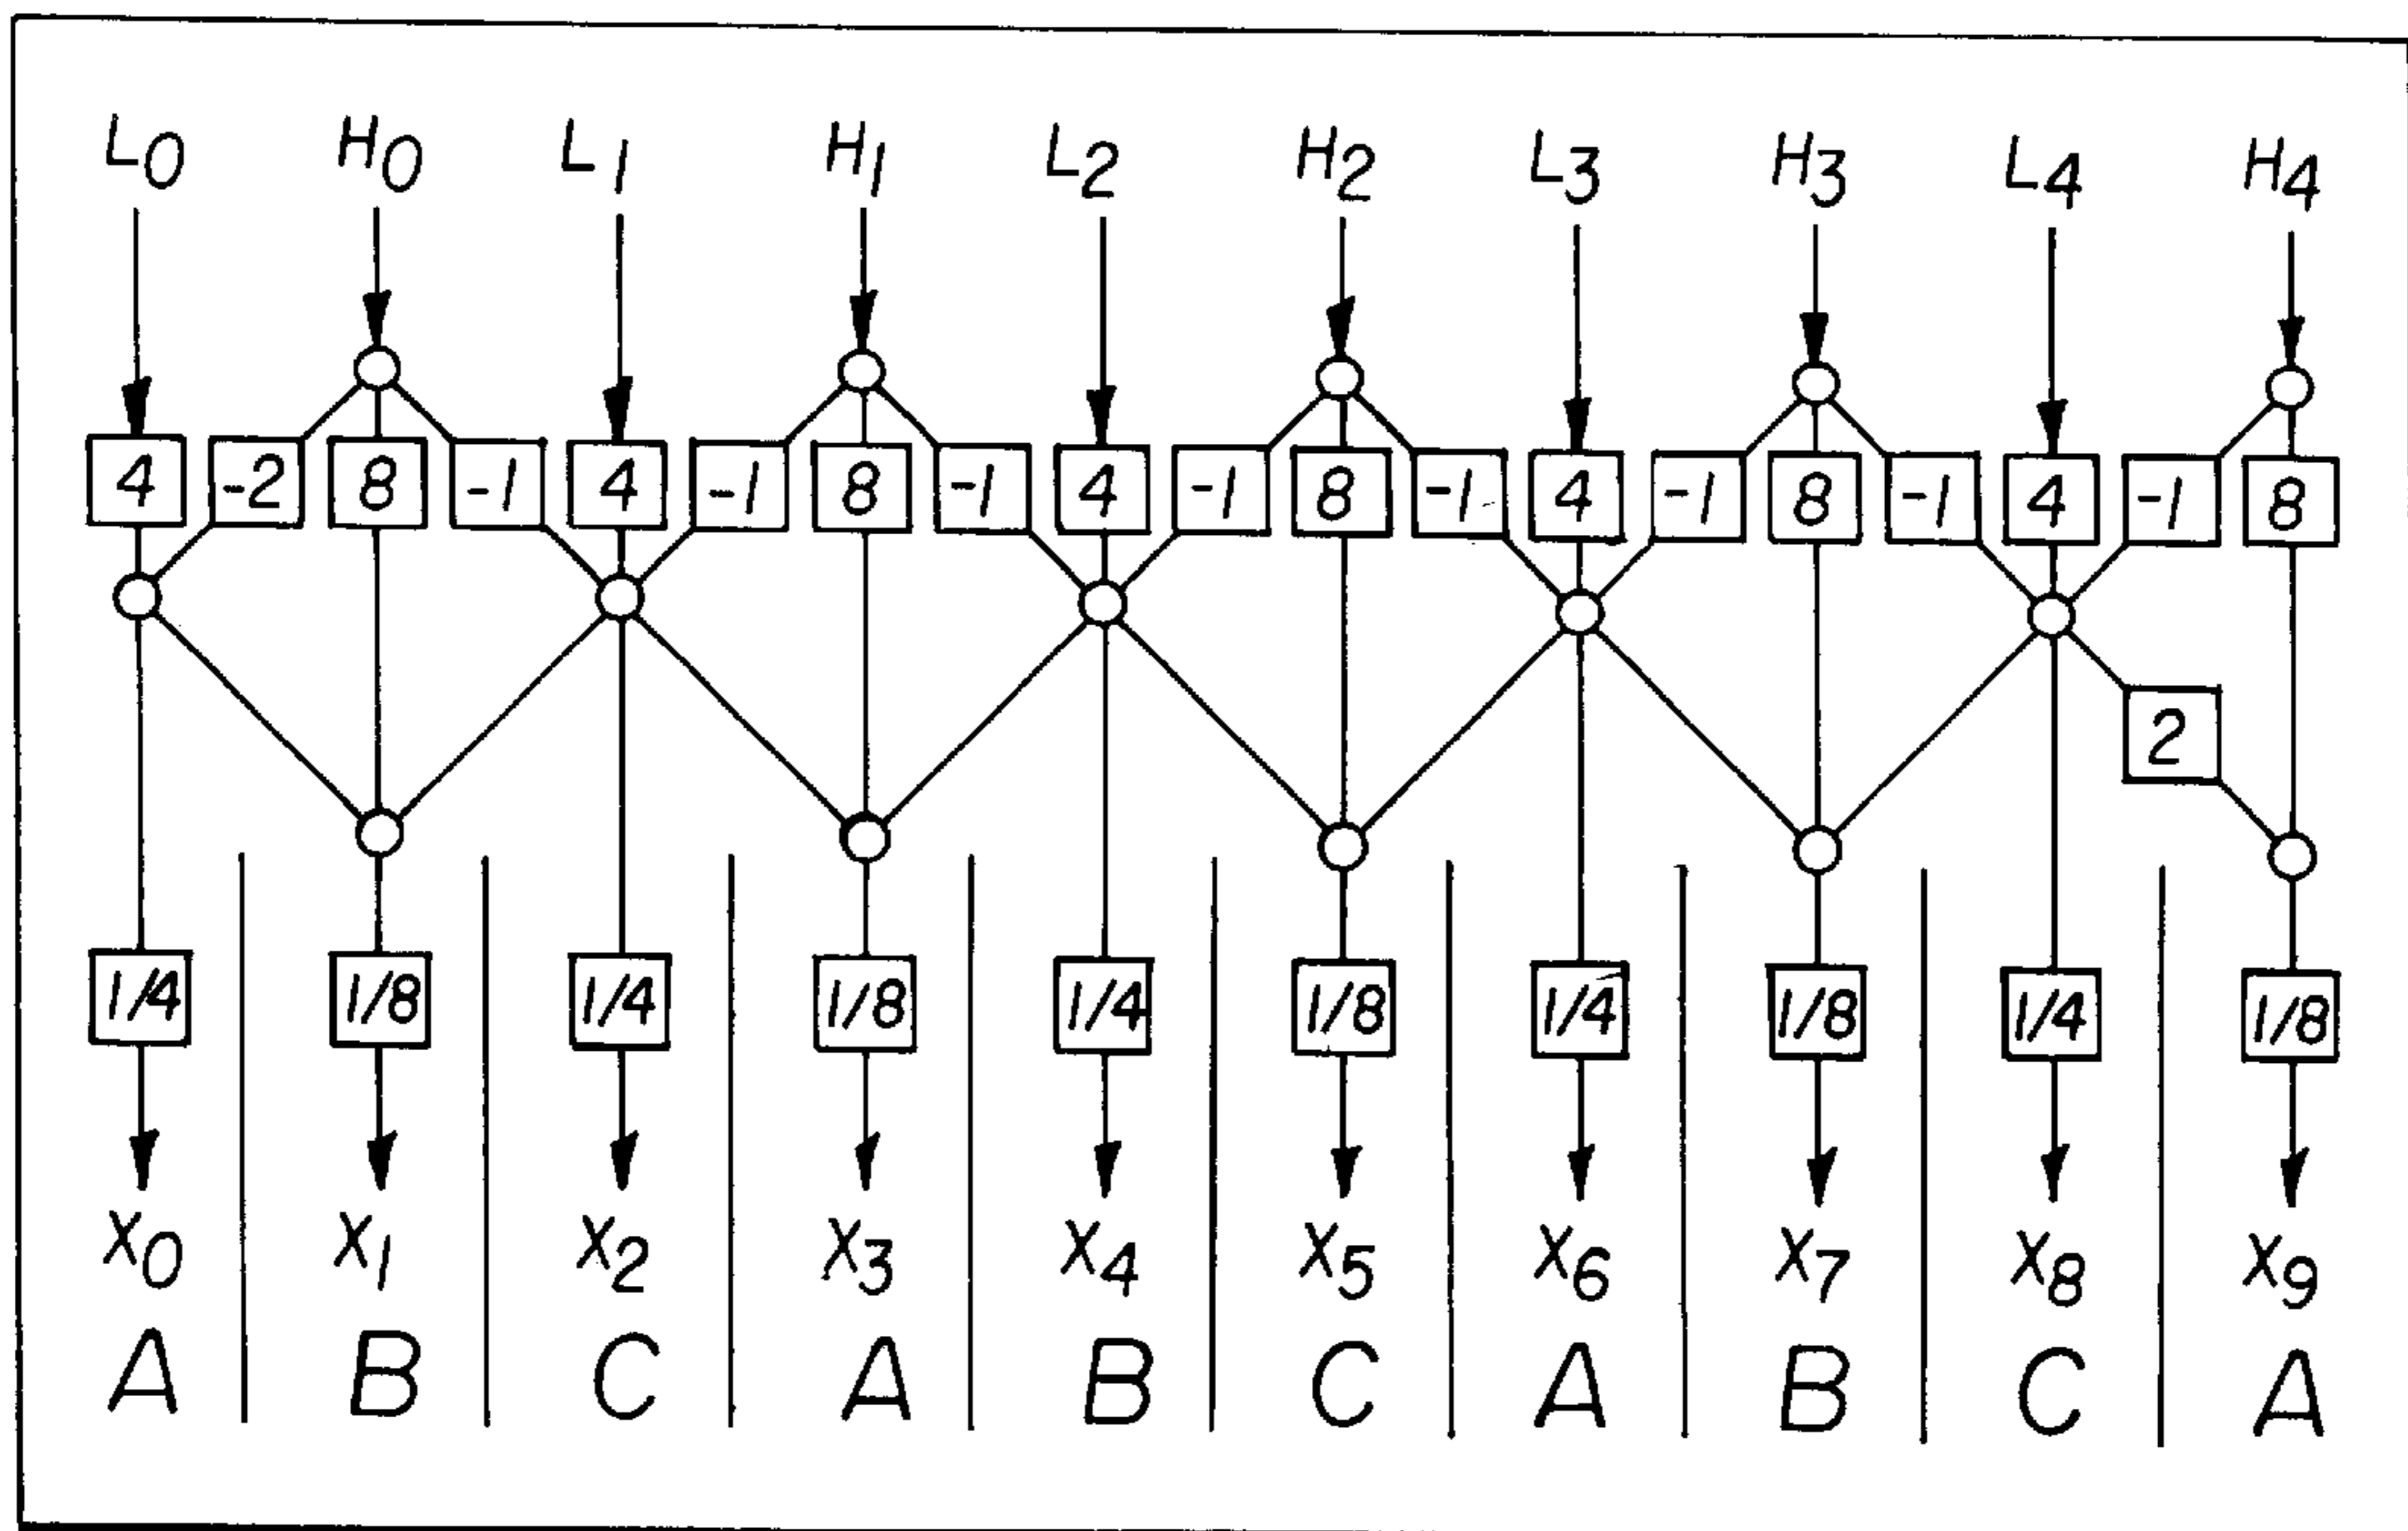 L0 H0 L1 H1 L2 H2 L3 H3 L4 H4
4 -2 8 -1 4 -1 8 -1 4 -1 8 -1 4 -1 8 -1 4 -1 8
2
1/4 1/8 1/4 1/8 1/4 1/8 1/4 1/8 1/4 1/8
X0 X1 X2 X3 X4 X5 X6 X7 X8 X9
A B C A B C A B C A